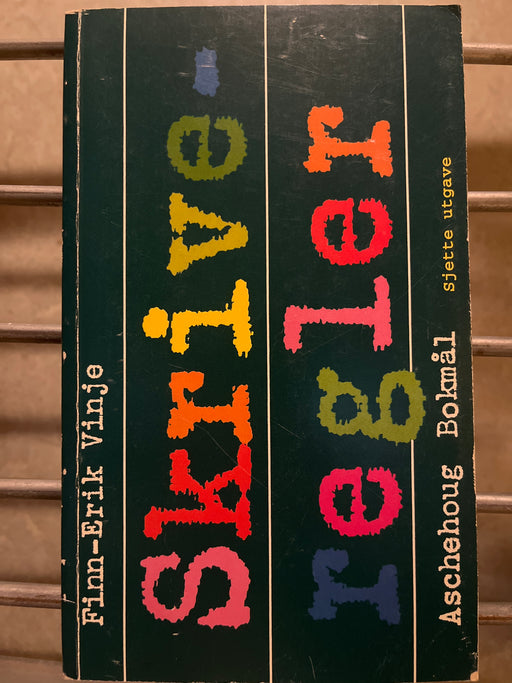 Finn-Erik Vinje
Skrive-
regler
Aschehoug Bokmål sjette utgave